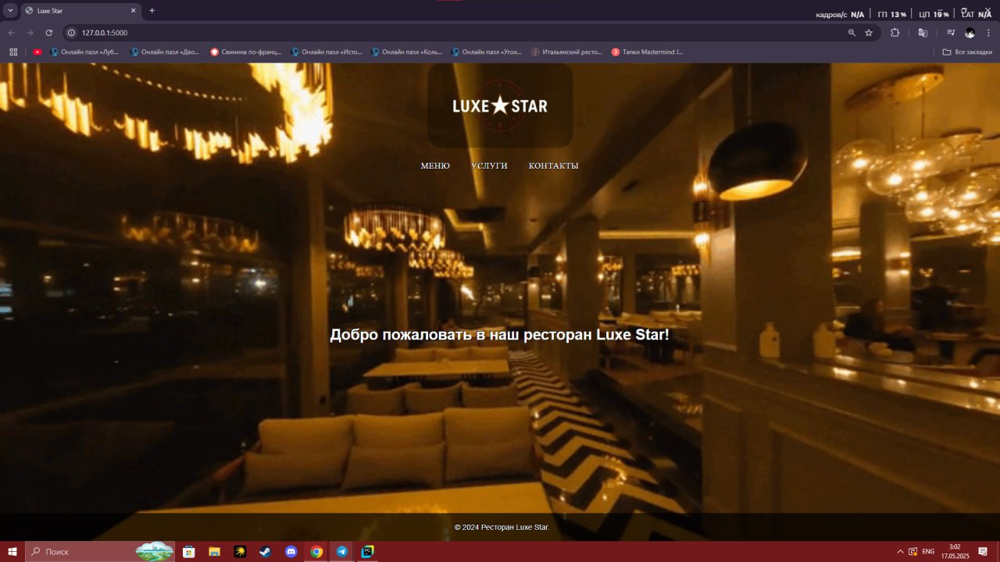 Luxe Star
кадров/с N/A ГП 13 % ЦП 19 % LAT N/A
127.0.0.1:5000
Онлайн пазл «Луб...
Онлайн пазл «Дво...
Свинина по-франц...
Онлайн пазл «Исто...
Онлайн пазл «Коль...
Онлайн пазл «Угол...
Итальянский ресто...
Тапки Mastermind J...
Все закладки
LUXE STAR
МЕНЮ УСЛУГИ КОНТАКТЫ
Добро пожаловать в наш ресторан Luxe Star!
© 2024 Ресторан Luxe Star.
Поиск
ENG
3:02
17.05.2025